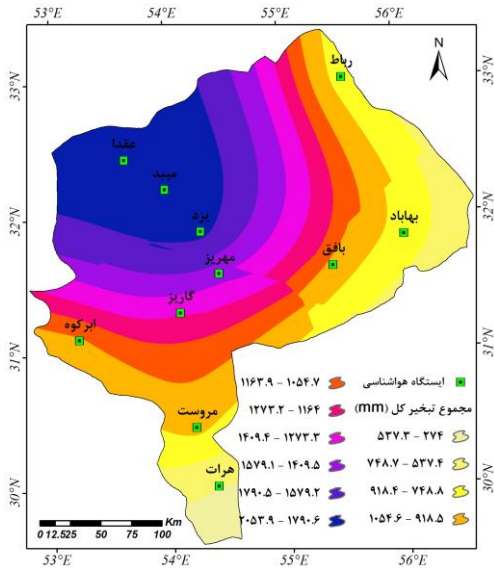 53°E 54°E 55°E 56°E
N
33°N
32°N
31°N
30°N
33°N
32°N
31°N
30°N
رباط
عقدا
میبد
یزد
بهاباد
مهریز
بافق
گاریز
ابرکوه
مروست
هرات
ایستگاه هواشناسی
مجموع تبخیر کل (mm)
۲۷۴ - ۵۳۷.۳
۵۳۷.۴ - ۷۴۸.۷
۷۴۸.۸ - ۹۱۸.۴
۹۱۸.۵ - ۱۰۵۴.۶
۱۰۵۴.۷ - ۱۱۶۳.۹
۱۱۶۴ - ۱۲۷۳.۲
۱۲۷۳.۳ - ۱۴۰۹.۴
۱۴۰۹.۵ - ۱۵۷۹.۱
۱۵۷۹.۲ - ۱۷۹۰.۵
۱۷۹۰.۶ - ۲۰۵۳.۹
0 12.525 50 75 100
Km
53°E 54°E 55°E 56°E